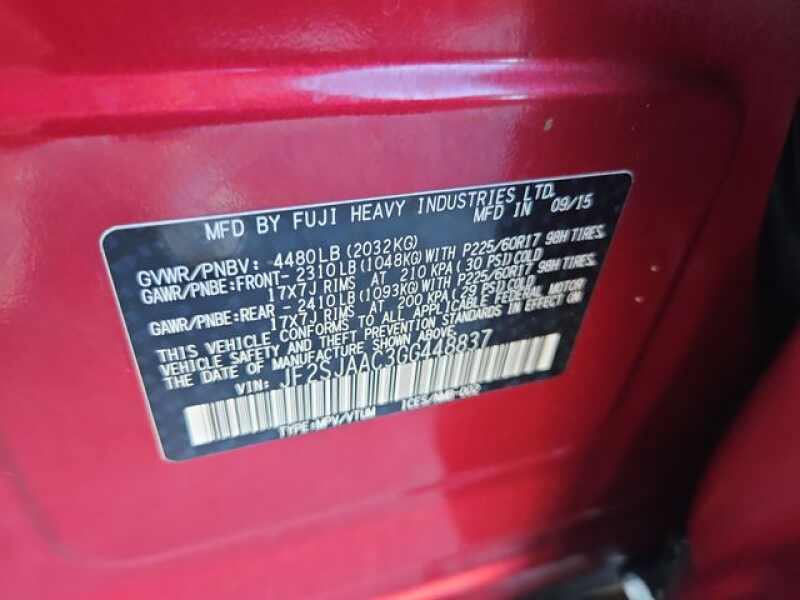 MFD BY FUJI HEAVY INDUSTRIES LTD.
MFD IN 09/15
GVWR/PNBV: 4480LB (2032KG)
GAWR/PNBE:FRONT- 2310LB (1048KG) WITH P225/60R17 98H TIRES,
17X7J RIMS AT 210 KPA (30 PSI) COLD
GAWR/PNBE:REAR - 2410LB (1093KG) WITH P225/60R17 98H TIRES,
17X7J RIMS AT 200 KPA (29 PSI) COLD
THIS VEHICLE CONFORMS TO ALL APPLICABLE FEDERAL MOTOR
VEHICLE SAFETY AND THEFT PREVENTION STANDARDS IN EFFECT ON
THE DATE OF MANUFACTURE SHOWN ABOVE.
VIN: JF2SJAAC3GG448837
TYPE:MPV/VTUM ICES/NMB-002